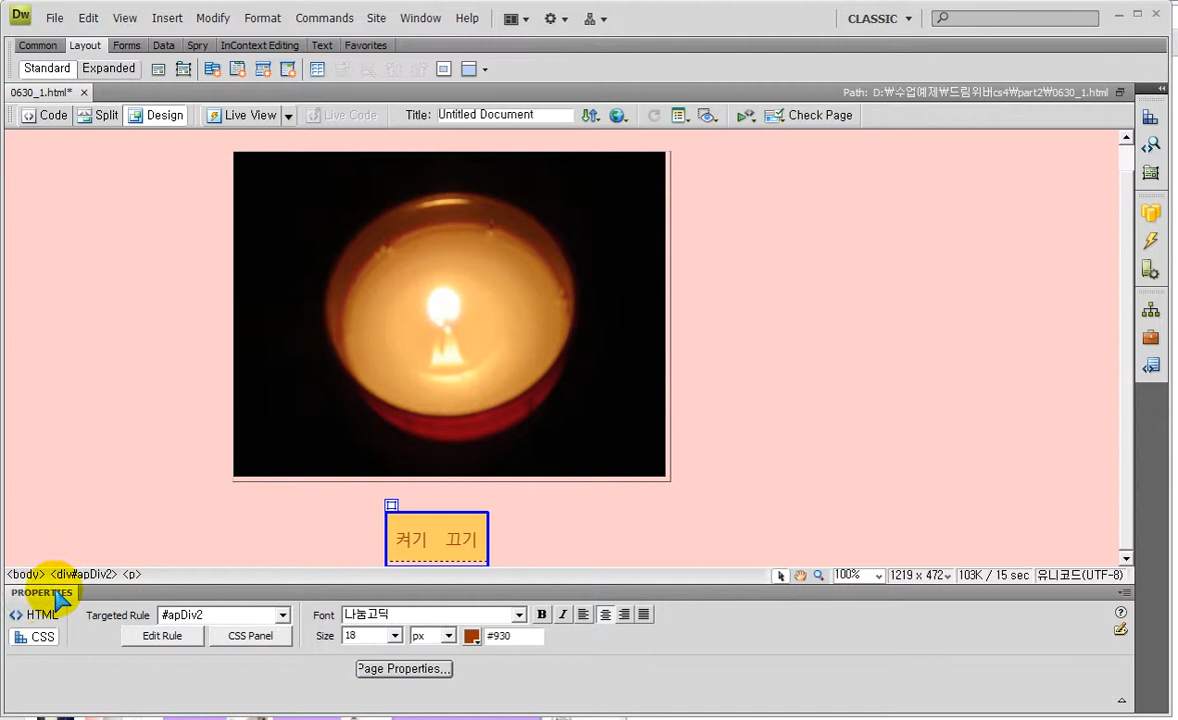 Dw File Edit View Insert Modify Format Commands Site Window Help CLASSIC
Common Layout Forms Data Spry InContext Editing Text Favorites
Standard Expanded
0630_1.html* Path: D:₩수업예제₩드림위버cs4₩part2₩0630_1.html
Code Split Design Live View Live Code Title: Untitled Document Check Page
켜기 끄기
<body> <div#apDiv2> <p> 100% 1219 x 472 103K / 15 sec 유니코드(UTF-8)
PROPERTIES
HTML Targeted Rule #apDiv2 Font 나눔고딕 B I
CSS Edit Rule CSS Panel Size 18 px #930
Page Properties...